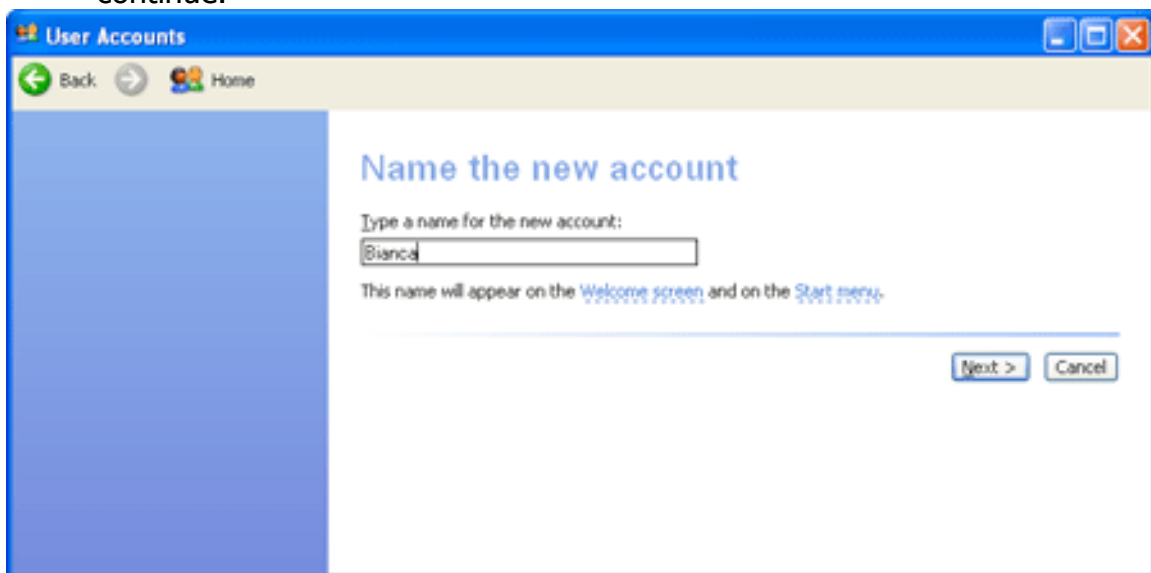 continue.
User Accounts
Back Home
Name the new account
Type a name for the new account:
Bianca
This name will appear on the Welcome screen and on the Start menu.
Next > Cancel